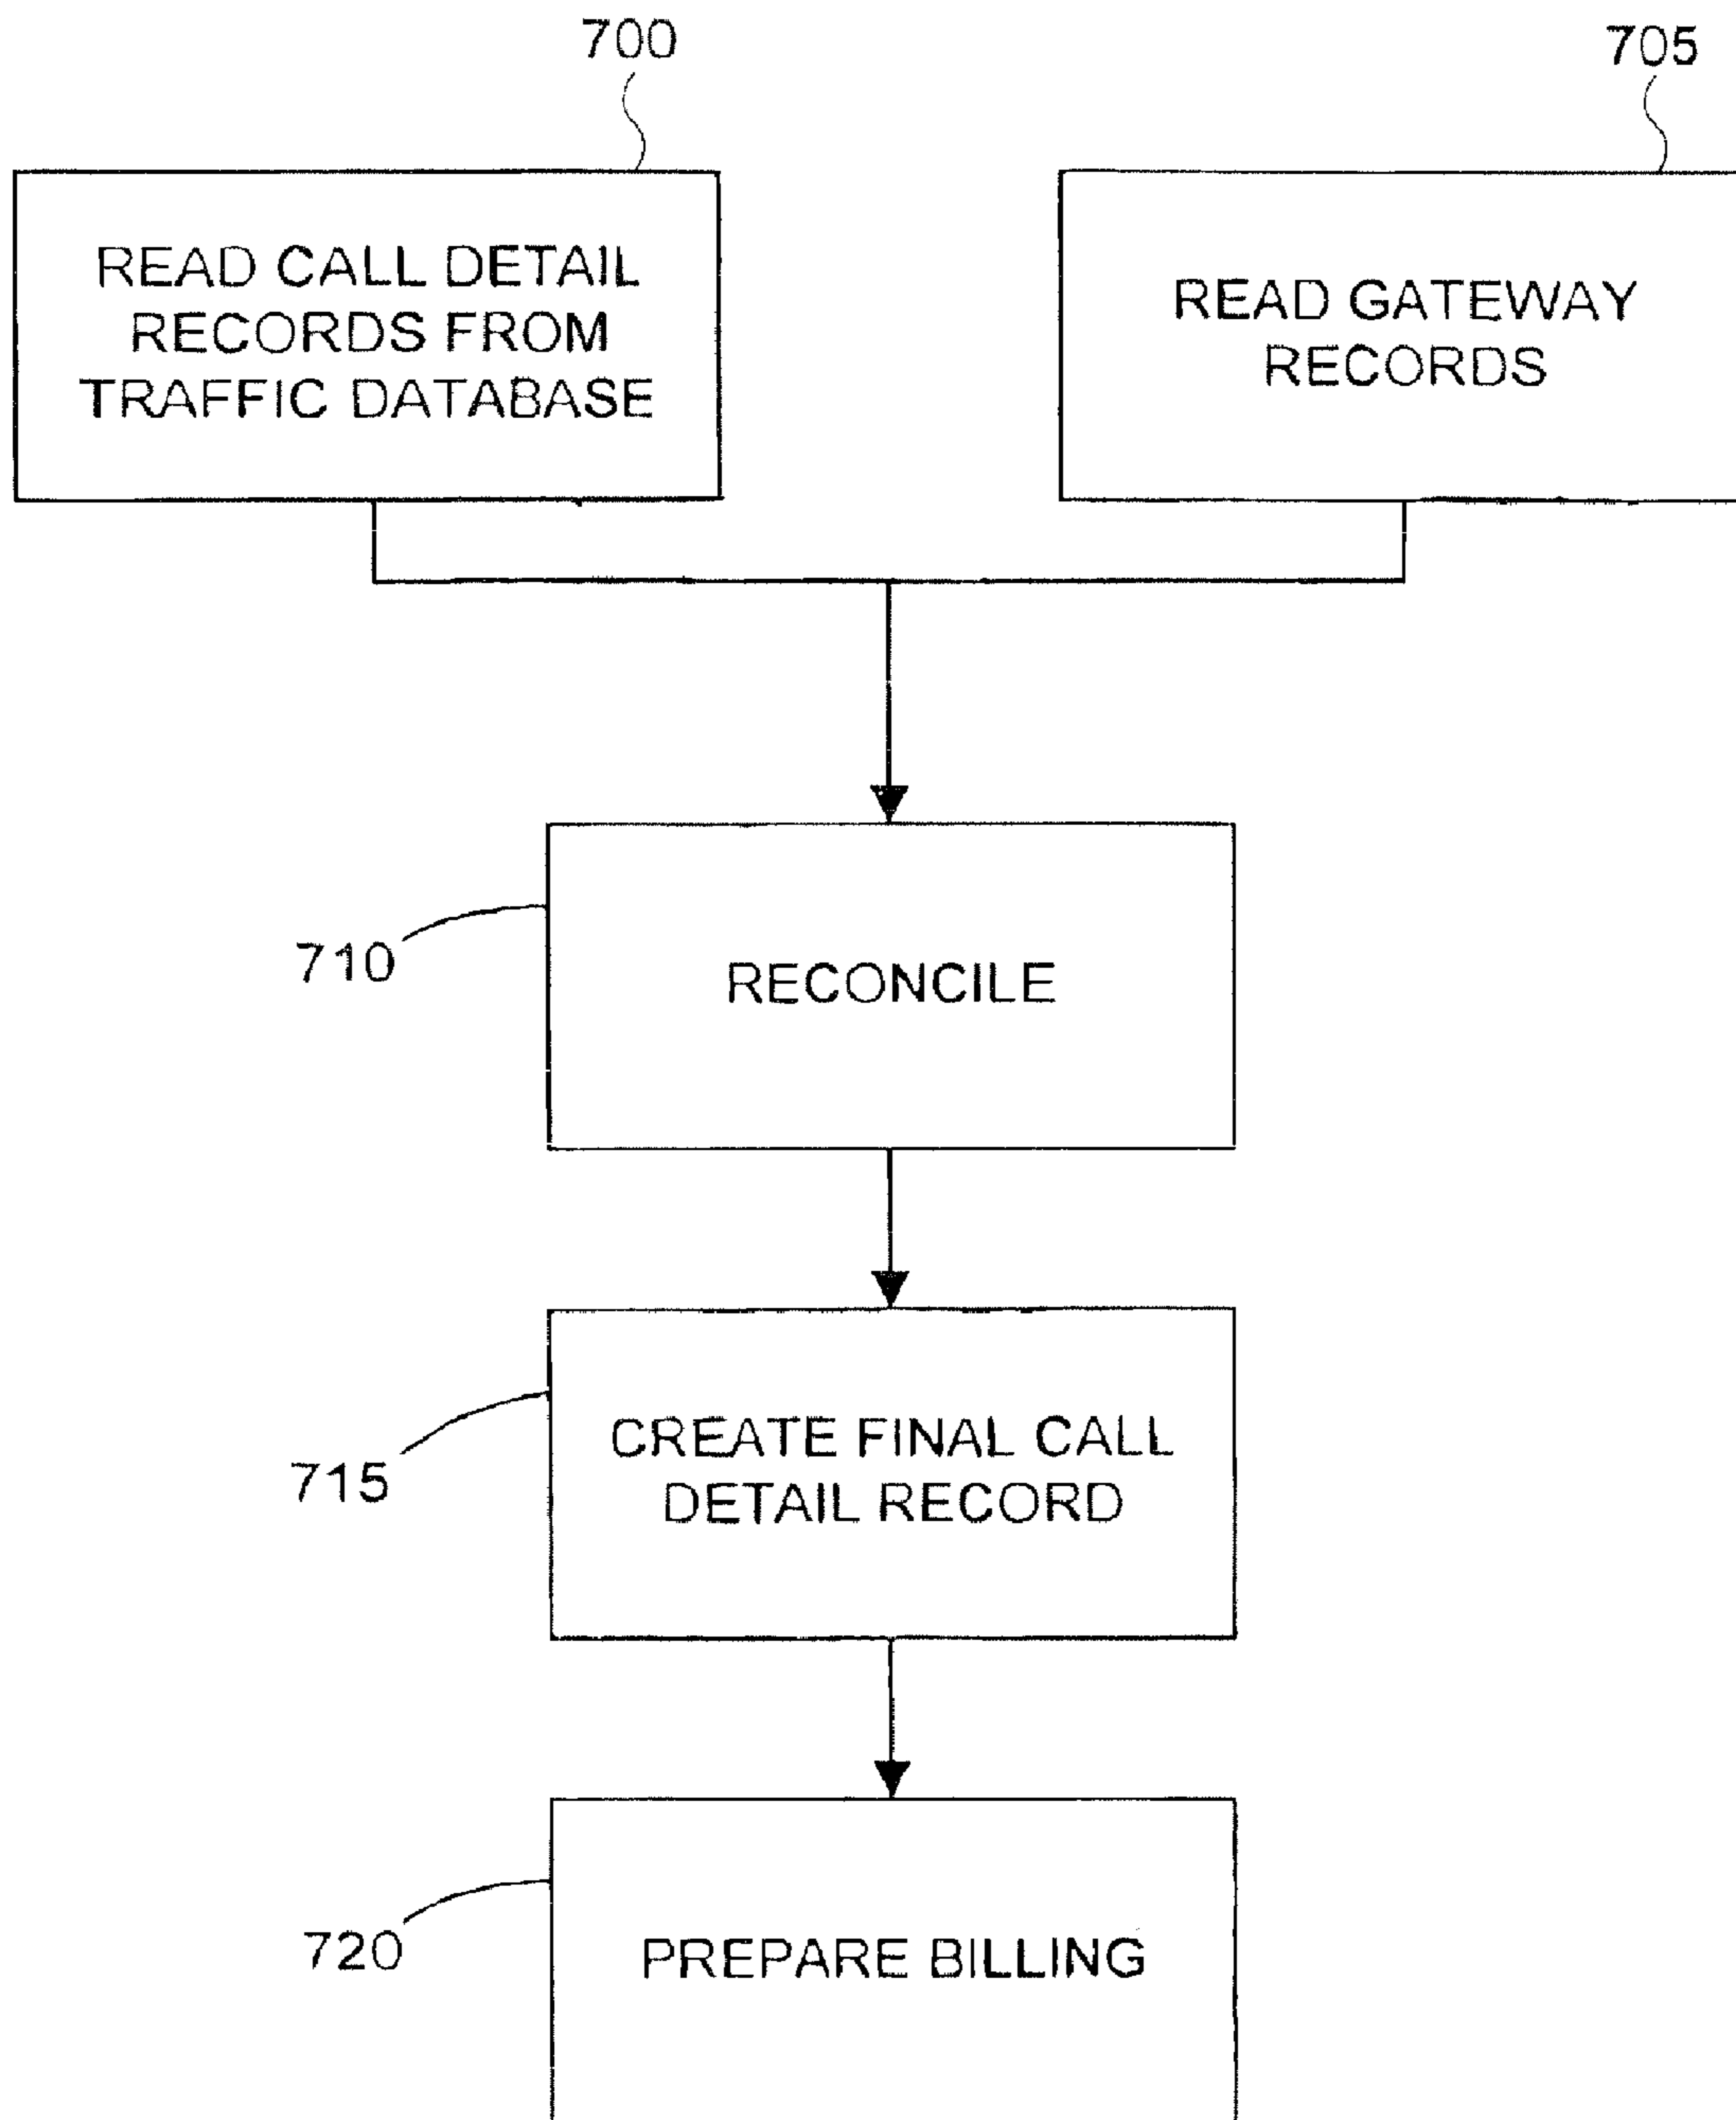 700
705
READ CALL DETAIL
RECORDS FROM
TRAFFIC DATABASE
READ GATEWAY
RECORDS
710
RECONCILE
715
CREATE FINAL CALL
DETAIL RECORD
720
PREPARE BILLING